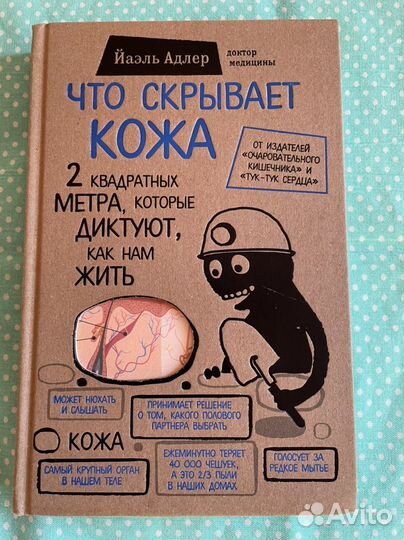 Йаэль Адлер
доктор
медицины
ЧТО СКРЫВАЕТ
КОЖА
ОТ ИЗДАТЕЛЕЙ
«ОЧАРОВАТЕЛЬНОГО
КИШЕЧНИКА» И
«ТУК-ТУК СЕРДЦА»
2 КВАДРАТНЫХ
МЕТРА, КОТОРЫЕ
ДИКТУЮТ,
КАК НАМ
ЖИТЬ
МОЖЕТ НЮХАТЬ
И СЛЫШАТЬ
ПРИНИМАЕТ РЕШЕНИЕ
О ТОМ, КАКОГО ПОЛОВОГО
ПАРТНЕРА ВЫБРАТЬ
КОЖА
САМЫЙ КРУПНЫЙ ОРГАН
В НАШЕМ ТЕЛЕ
ЕЖЕМИНУТНО ТЕРЯЕТ
40 000 ЧЕШУЕК,
А ЭТО 2/3 ПЫЛИ
В НАШИХ ДОМАХ
ГОЛОСУЕТ ЗА
РЕДКОЕ МЫТЬЕ
Avito